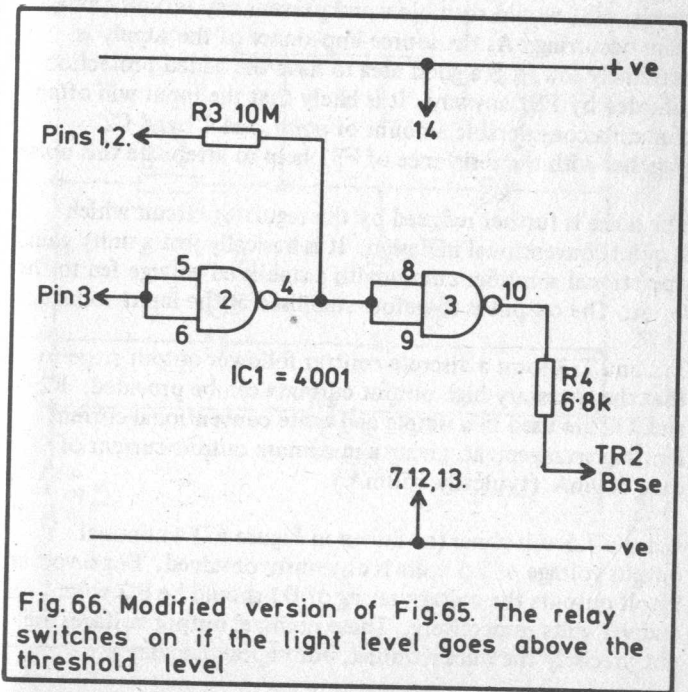 +ve
R3 10M
Pins 1,2
14
5
8
Pin 3
4
3
10
6
9
IC1 = 4001
R4
6·8k
TR2
Base
7,12,13.
-ve
Fig. 66. Modified version of Fig. 65. The relay
switches on if the light level goes above the
threshold level